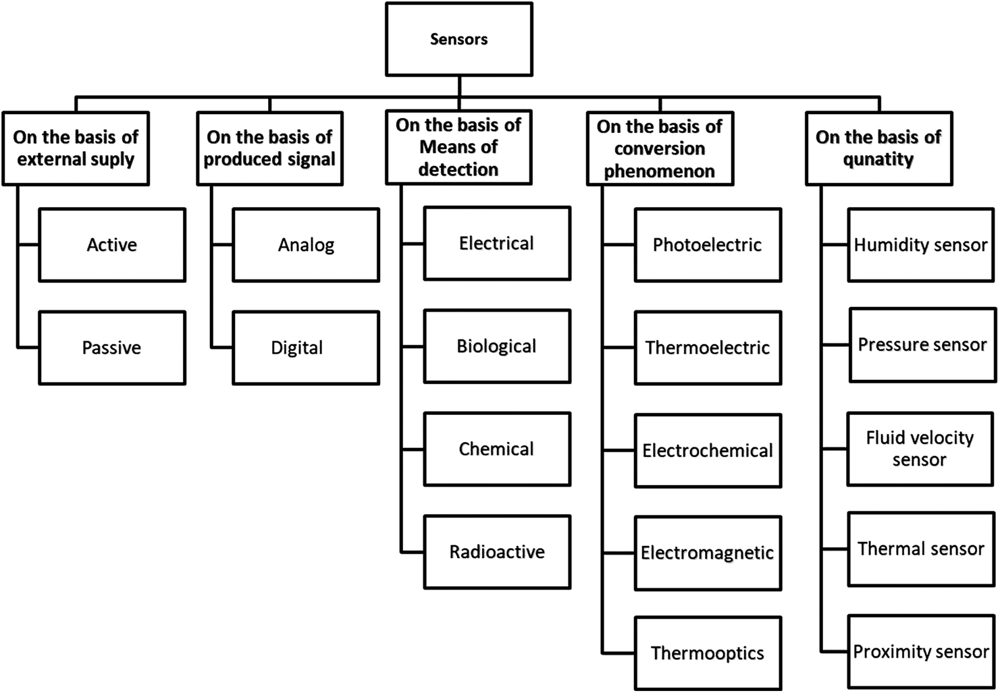 Sensors
On the basis of
external suply
Active
Passive
On the basis of
produced signal
Analog
Digital
On the basis of
Means of
detection
Electrical
Biological
Chemical
Radioactive
On the basis of
conversion
phenomenon
Photoelectric
Thermoelectric
Electrochemical
Electromagnetic
Thermooptics
On the basis of
qunatity
Humidity sensor
Pressure sensor
Fluid velocity
sensor
Thermal sensor
Proximity sensor